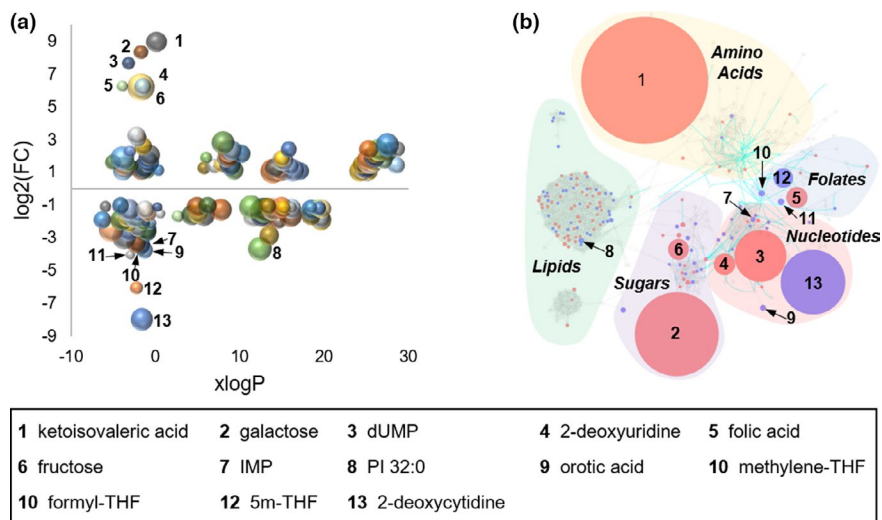 (a)
(b)
9
7
5
3
1
-1
-3
-5
-7
-9
log2(FC)
-10 0 10 20 30
xlogP
1
2
3
4
5
6
7
8
9
10
11
12
13
Amino
Acids
1
10
12
Folates
5
11
7
Nucleotides
3
4
13
9
6
Sugars
2
Lipids
8
1 ketoisovaleric acid 2 galactose 3 dUMP 4 2-deoxyuridine 5 folic acid
6 fructose 7 IMP 8 PI 32:0 9 orotic acid 10 methylene-THF
10 formyl-THF 12 5m-THF 13 2-deoxycytidine